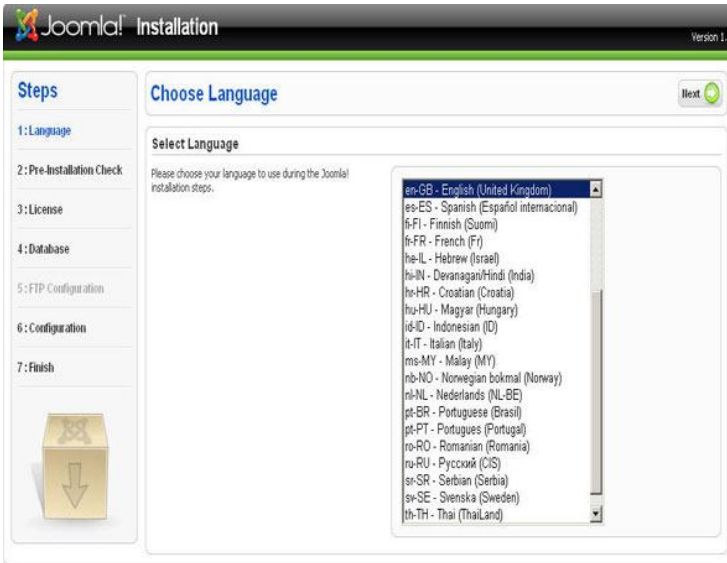 Joomla! Installation
Version 1.
Steps
1 : Language
2 : Pre-Installation Check
3 : License
4 : Database
5 : FTP Configuration
6 : Configuration
7 : Finish
Choose Language
Next
Select Language
Please choose your language to use during the Joomla!
installation steps.
en-GB - English (United Kingdom)
es-ES - Spanish (Español internacional)
fi-FI - Finnish (Suomi)
fr-FR - French (Fr)
he-IL - Hebrew (Israel)
hi-IN - Devanagari/Hindi (India)
hr-HR - Croatian (Croatia)
hu-HU - Magyar (Hungary)
id-ID - Indonesian (ID)
it-IT - Italian (Italy)
ms-MY - Malay (MY)
nb-NO - Norwegian bokmal (Norway)
nl-NL - Nederlands (NL-BE)
pt-BR - Portuguese (Brasil)
pt-PT - Portugues (Portugal)
ro-RO - Romanian (Romania)
ru-RU - Русский (CIS)
sr-SR - Serbian (Serbia)
sv-SE - Svenska (Sweden)
th-TH - Thai (ThaiLand)